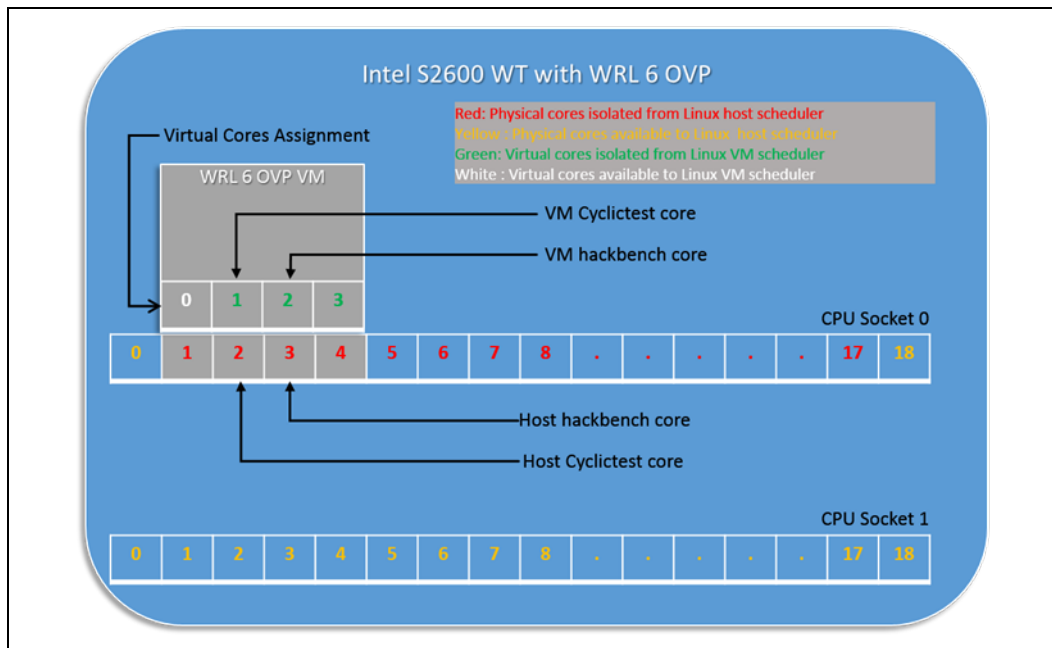 Intel S2600 WT with WRL 6 OVP
Red: Physical cores isolated from Linux host scheduler
Yellow : Physical cores available to Linux host scheduler
Green: Virtual cores isolated from Linux VM scheduler
White : Virtual cores available to Linux VM scheduler
Virtual Cores Assignment
WRL 6 OVP VM
VM Cyclictest core
VM hackbench core
0 1 2 3
CPU Socket 0
0 1 2 3 4 5 6 7 8 . . . . . 17 18
Host hackbench core
Host Cyclictest core
CPU Socket 1
0 1 2 3 4 5 6 7 8 . . . . . 17 18